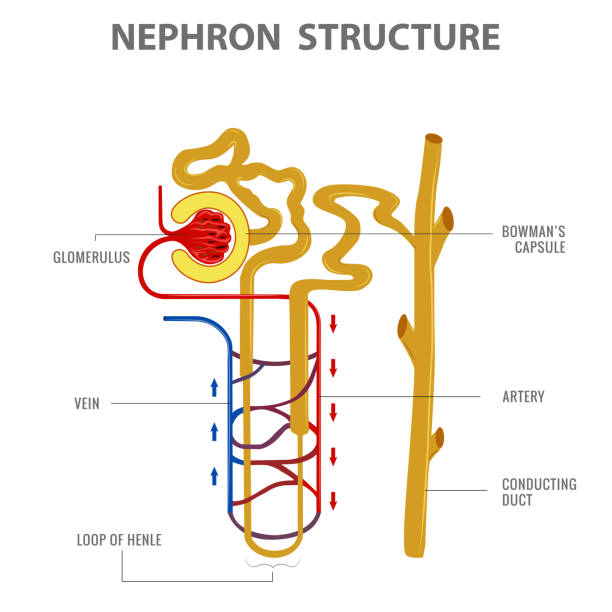 NEPHRON STRUCTURE
GLOMERULUS
BOWMAN'S
CAPSULE
VEIN
ARTERY
CONDUCTING
DUCT
LOOP OF HENLE